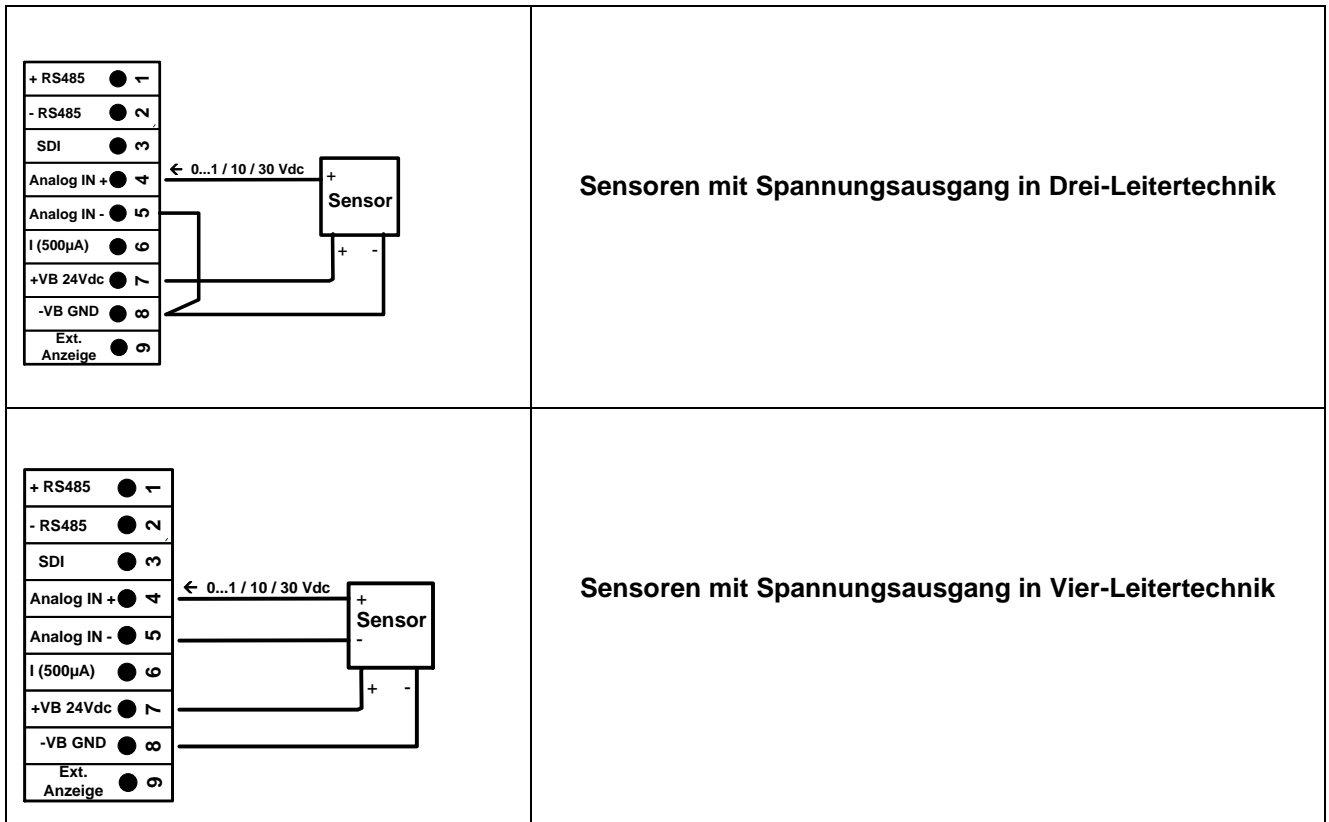 + RS485 1
- RS485 2
SDI 3
Analog IN + 4
Analog IN - 5
I (500µA) 6
+VB 24Vdc 7
-VB GND 8
Ext.
Anzeige 9
← 0...1 / 10 / 30 Vdc
+
Sensor
+ -
Sensoren mit Spannungsausgang in Drei-Leitertechnik
+ RS485 1
- RS485 2
SDI 3
Analog IN + 4
Analog IN - 5
I (500µA) 6
+VB 24Vdc 7
-VB GND 8
Ext.
Anzeige 9
← 0...1 / 10 / 30 Vdc
+
Sensor
-
+ -
Sensoren mit Spannungsausgang in Vier-Leitertechnik